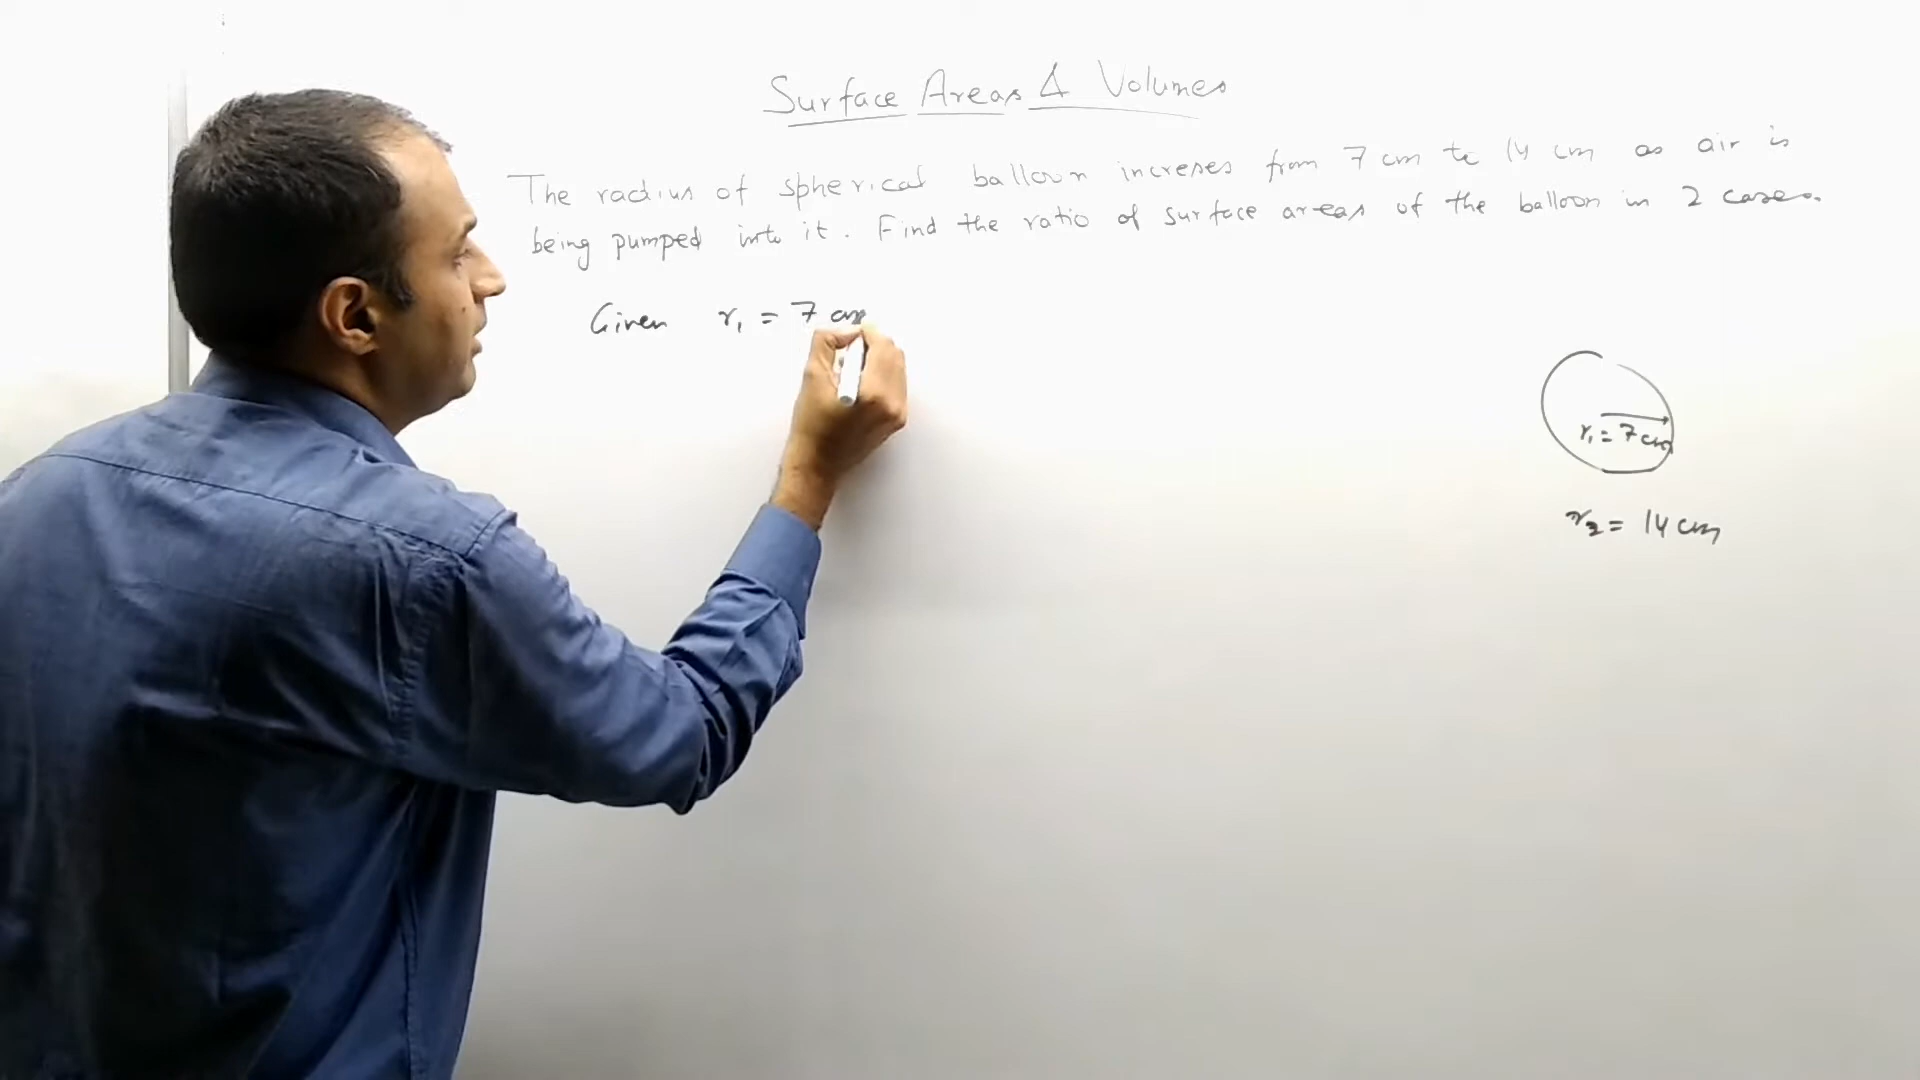 Surface Areas & Volumes
The radius of spherical balloon increses from 7 cm to 14 cm as air is
being pumped into it. Find the ratio of surface areas of the balloon in 2 cases.
Given r₁ = 7 cm
r₁ = 7 cm
r₂ = 14 cm